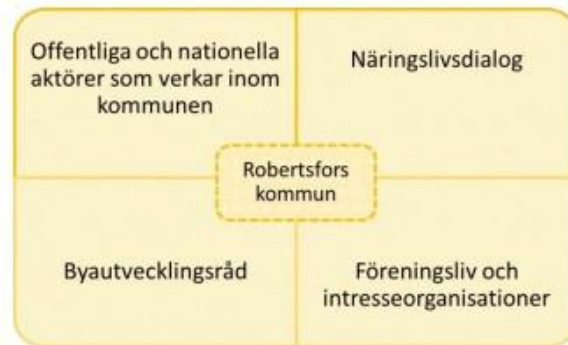 Offentliga och nationella
aktörer som verkar inom
kommunen
Näringslivsdialog
Robertsfors
kommun
Byautvecklingsråd
Föreningsliv och
intresseorganisationer